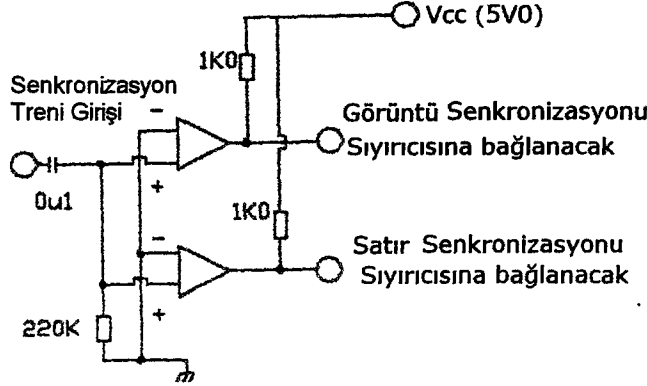 Vcc (5V0)
1K0
Senkronizasyon
Treni Girişi
-
Görüntü Senkronizasyonu
Sıyırıcısına bağlanacak
+
0u1
1K0
-
Satır Senkronizasyonu
Sıyırıcısına bağlanacak
+
220K